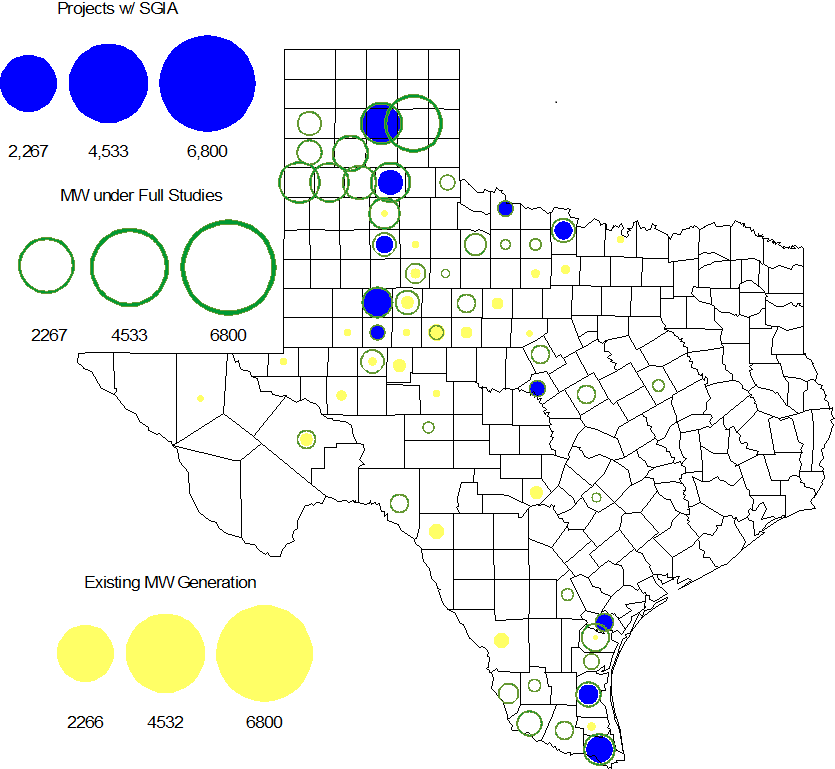 Projects w/ SGIA
2,267 4,533 6,800
MW under Full Studies
2267 4533 6800
Existing MW Generation
2266 4532 6800